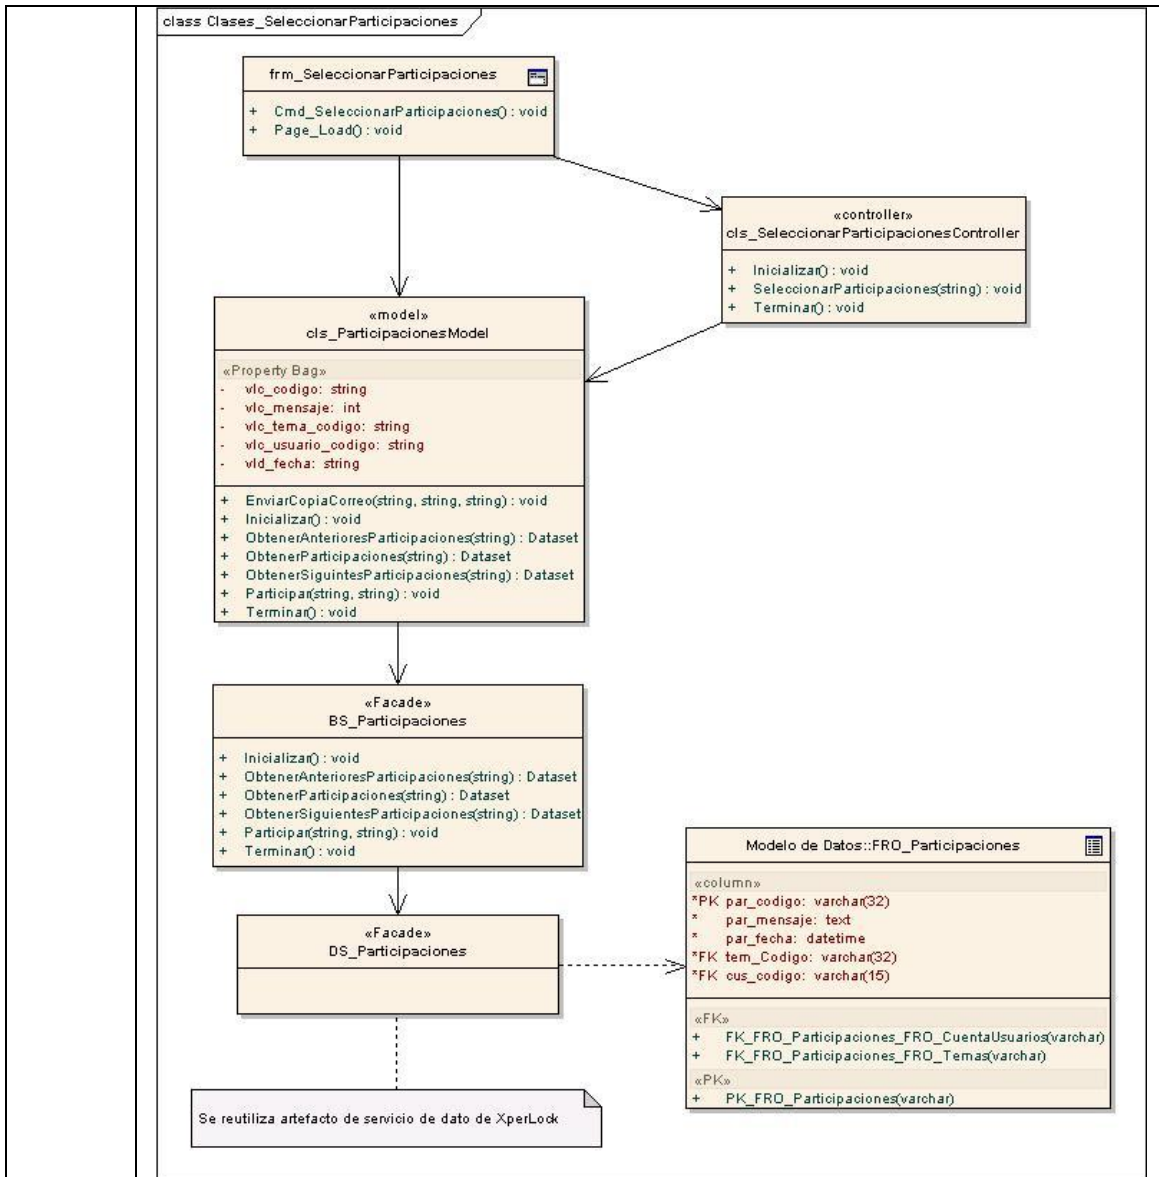 class Clases_SeleccionarParticipaciones
frm_SeleccionarParticipaciones
+ Cmd_SeleccionarParticipaciones() : void
+ Page_Load() : void
«controller»
cls_SeleccionarParticipacionesController
+ Inicializar() : void
+ SeleccionarParticipaciones(string) : void
+ Terminar() : void
«model»
cls_ParticipacionesModel
«Property Bag»
- vlc_codigo: string
- vlc_mensaje: int
- vlc_tema_codigo: string
- vlc_usuario_codigo: string
- vld_fecha: string
+ EnviarCopiaCorreo(string, string, string) : void
+ Inicializar() : void
+ ObtenerAnterioresParticipaciones(string) : Dataset
+ ObtenerParticipaciones(string) : Dataset
+ ObtenerSiguintesParticipaciones(string) : Dataset
+ Participar(string, string) : void
+ Terminar() : void
«Facade»
BS_Participaciones
+ Inicializar() : void
+ ObtenerAnterioresParticipaciones(string) : Dataset
+ ObtenerParticipaciones(string) : Dataset
+ ObtenerSiguientesParticipaciones(string) : Dataset
+ Participar(string, string) : void
+ Terminar() : void
«Facade»
DS_Participaciones
Modelo de Datos::FRO_Participaciones
«column»
*PK par_codigo: varchar(32)
* par_mensaje: text
* par_fecha: datetime
*FK tem_Codigo: varchar(32)
*FK cus_codigo: varchar(15)
«FK»
+ FK_FRO_Participaciones_FRO_CuentaUsuarios(varchar)
+ FK_FRO_Participaciones_FRO_Temas(varchar)
«PK»
+ PK_FRO_Participaciones(varchar)
Se reutiliza artefacto de servicio de dato de XperLock